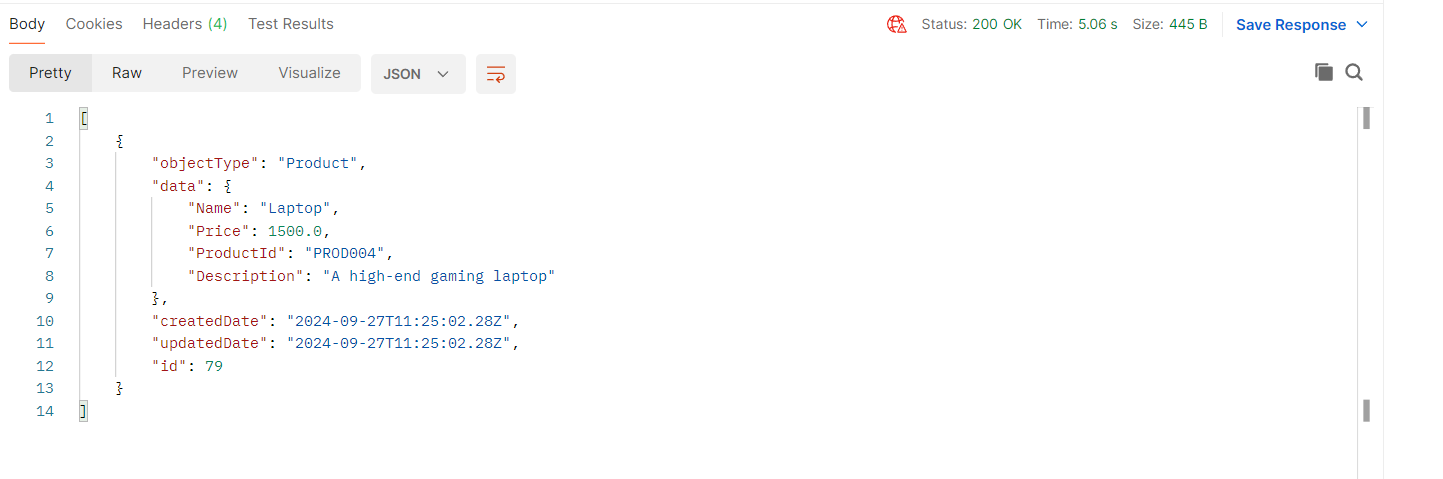 Body Cookies Headers (4) Test Results Status: 200 OK Time: 5.06 s Size: 445 B Save Response
Pretty Raw Preview Visualize JSON
1 [
2 {
3 "objectType": "Product",
4 "data": {
5 "Name": "Laptop",
6 "Price": 1500.0,
7 "ProductId": "PROD004",
8 "Description": "A high-end gaming laptop"
9 },
10 "createdDate": "2024-09-27T11:25:02.28Z",
11 "updatedDate": "2024-09-27T11:25:02.28Z",
12 "id": 79
13 }
14 ]